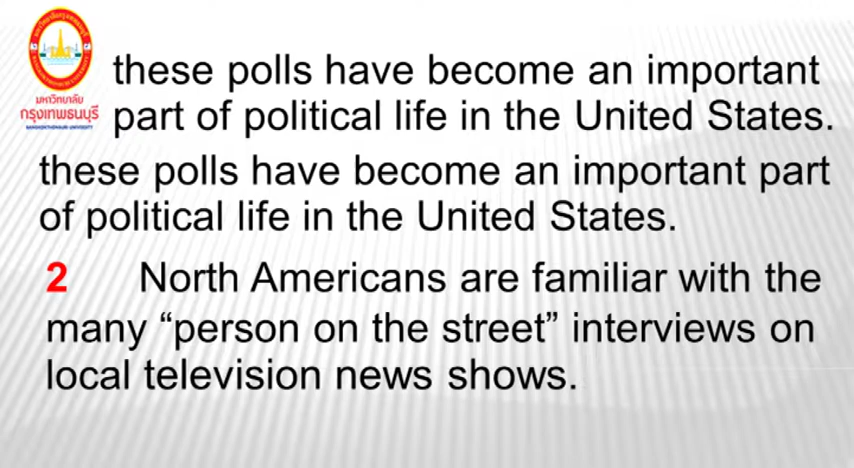 these polls have become an important
part of political life in the United States.
มหาวิทยาลัย
กรุงเทพธนบุรี
BANGKOKTHONBURI UNIVERSITY
these polls have become an important part
of political life in the United States.
2 North Americans are familiar with the
many “person on the street” interviews on
local television news shows.